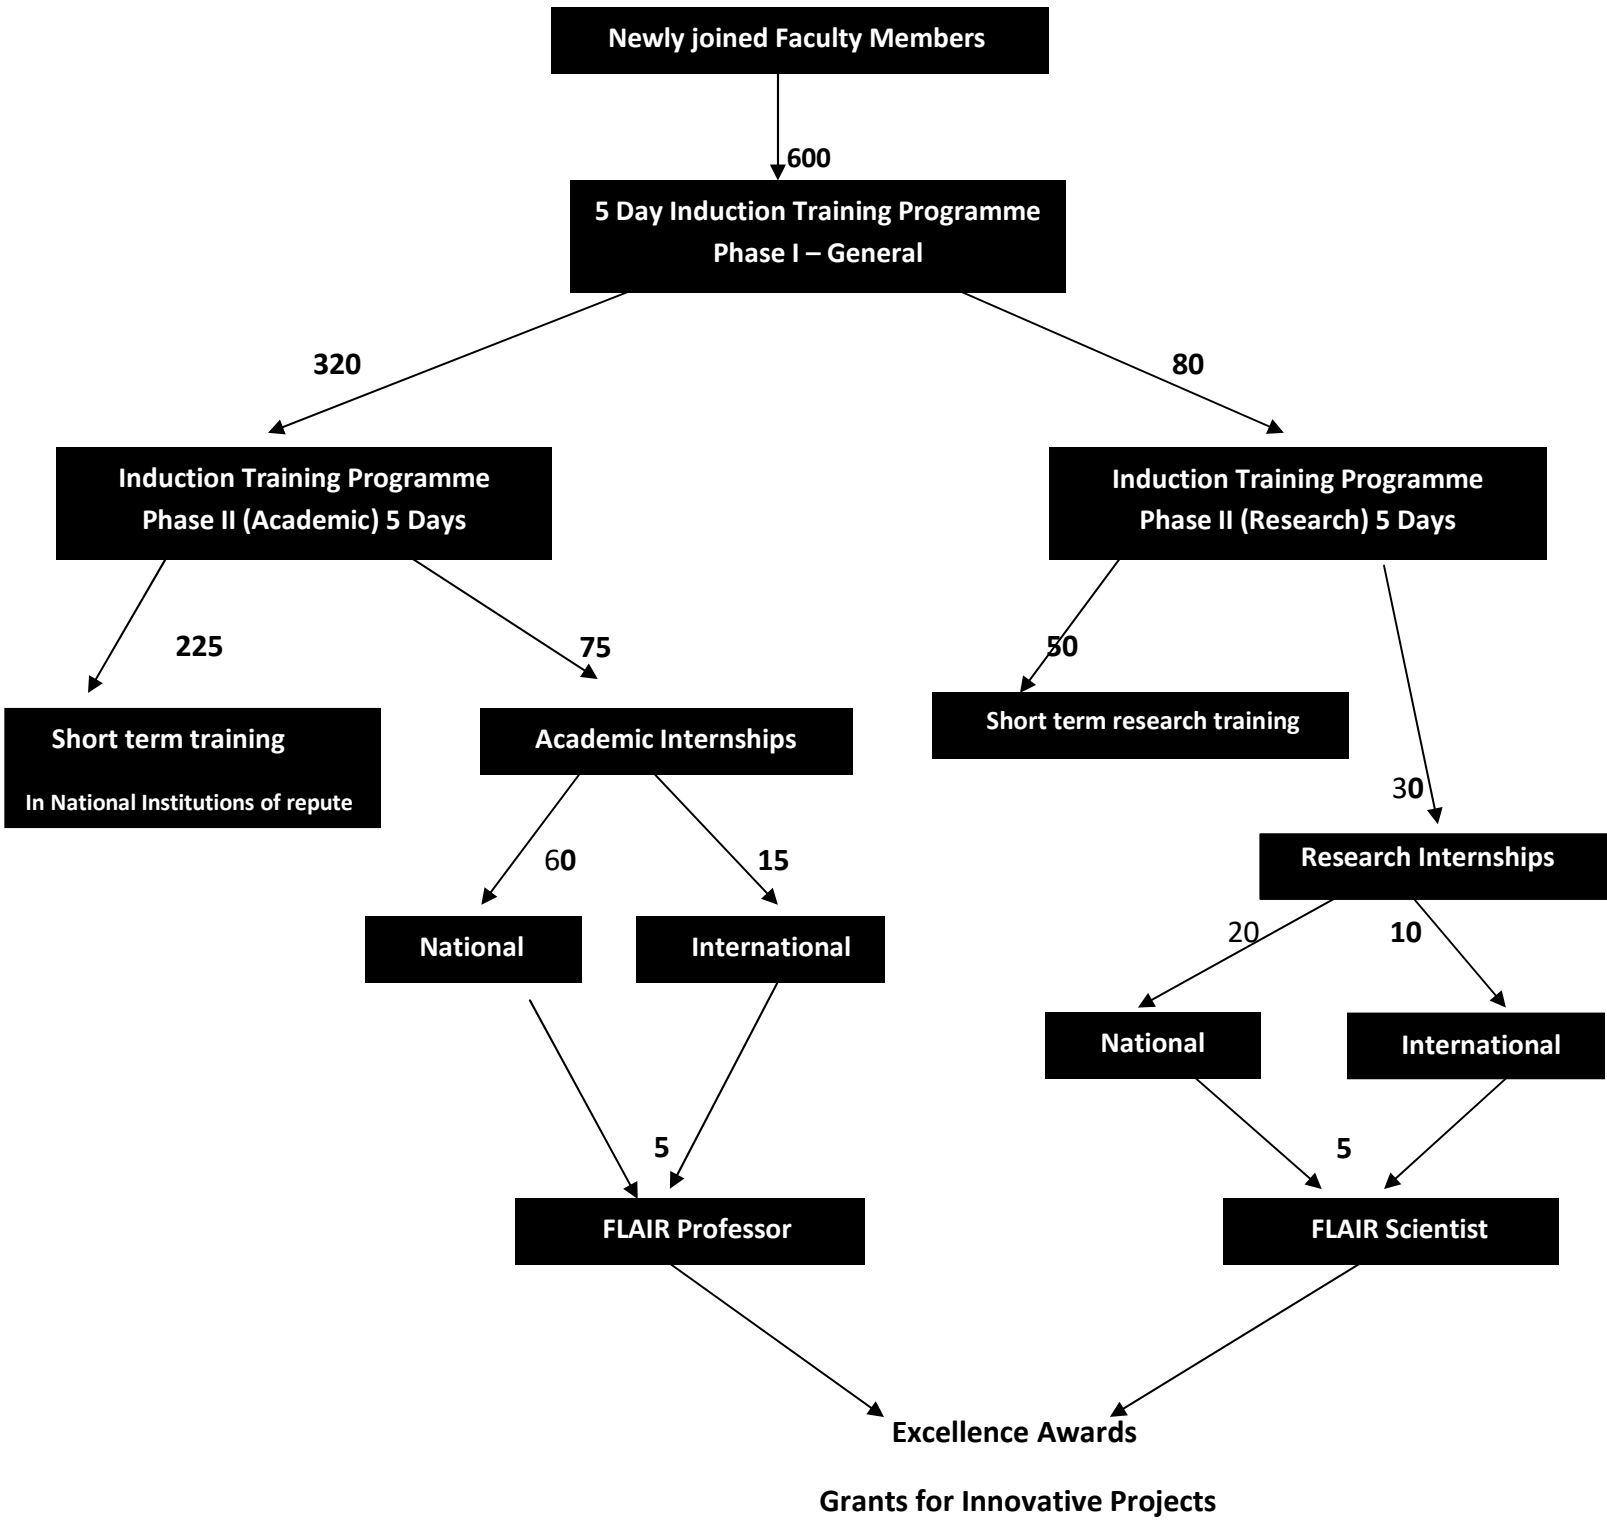 Newly joined Faculty Members
600
5 Day Induction Training Programme
Phase I – General
320
80
Induction Training Programme
Phase II (Academic) 5 Days
Induction Training Programme
Phase II (Research) 5 Days
225
75
50
Short term training
In National Institutions of repute
Academic Internships
Short term research training
30
60
15
Research Internships
20
10
National
International
National
International
5
5
FLAIR Professor
FLAIR Scientist
Excellence Awards
Grants for Innovative Projects